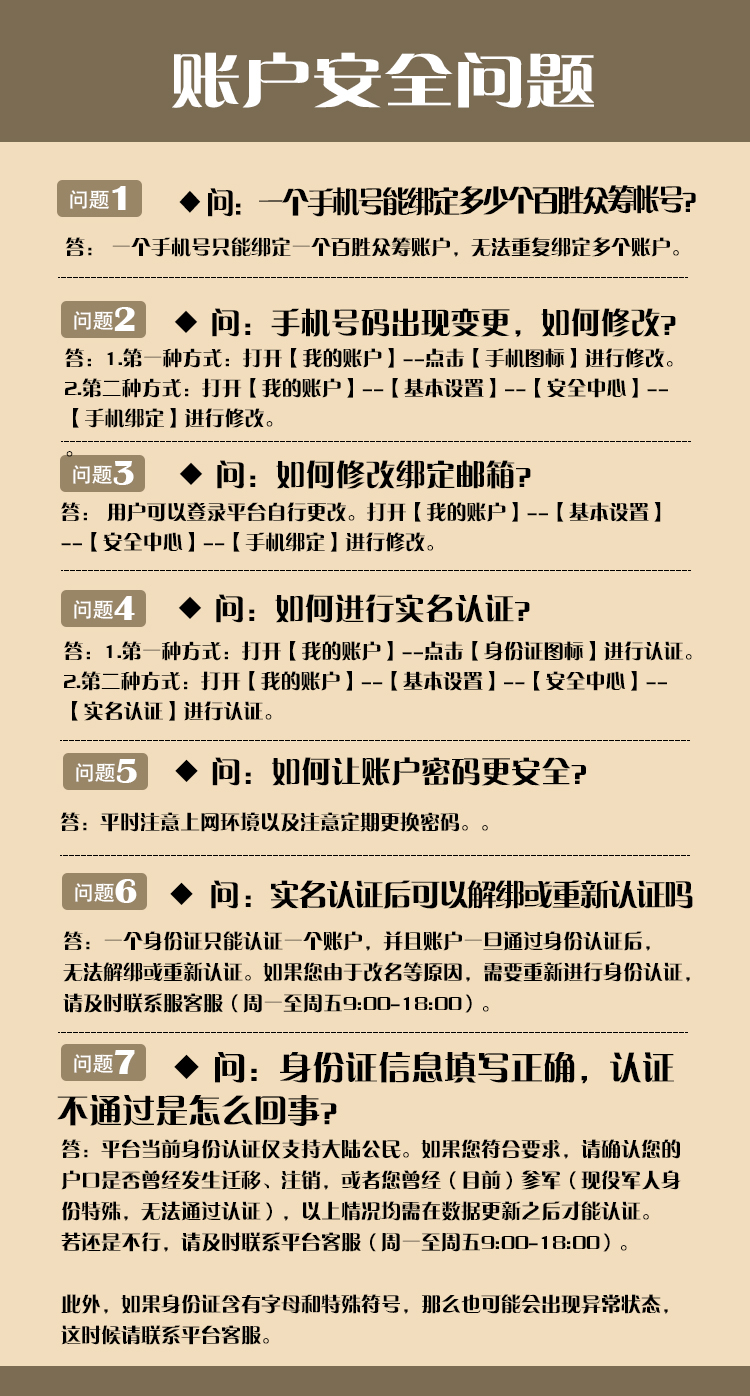 账户安全问题
问题1 ◆问：一个手机号能绑定多少个百胜众筹帐号?
答： 一个手机号只能绑定一个百胜众筹账户，无法重复绑定多个账户。
问题2 ◆ 问：手机号码出现变更，如何修改?
答：1.第一种方式：打开【我的账户】--点击【手机图标】进行修改。
2.第二种方式：打开【我的账户】--【基本设置】--【安全中心】--
【手机绑定】进行修改。
。
问题3 ◆ 问：如何修改绑定邮箱?
答： 用户可以登录平台自行更改。打开【我的账户】--【基本设置】
--【安全中心】--【手机绑定】进行修改。
问题4 ◆ 问：如何进行实名认证?
答：1.第一种方式：打开【我的账户】--点击【身份证图标】进行认证。
2.第二种方式：打开【我的账户】--【基本设置】--【安全中心】--
【实名认证】进行认证。
问题5 ◆ 问：如何让账户密码更安全?
答：平时注意上网环境以及注意定期更换密码。。
问题6 ◆ 问：实名认证后可以解绑或重新认证吗
答：一个身份证只能认证一个账户，并且账户一旦通过身份认证后，
无法解绑或重新认证。如果您由于改名等原因，需要重新进行身份认证，
请及时联系服客服（周一至周五9:00-18:00）。
问题7 ◆ 问：身份证信息填写正确，认证
不通过是怎么回事?
答：平台当前身份认证仅支持大陆公民。如果您符合要求，请确认您的
户口是否曾经发生迁移、注销，或者您曾经（目前）参军（现役军人身
份特殊，无法通过认证），以上情况均需在数据更新之后才能认证。
若还是不行，请及时联系平台客服（周一至周五9:00-18:00）。
此外，如果身份证含有字母和特殊符号，那么也可能会出现异常状态，
这时候请联系平台客服。